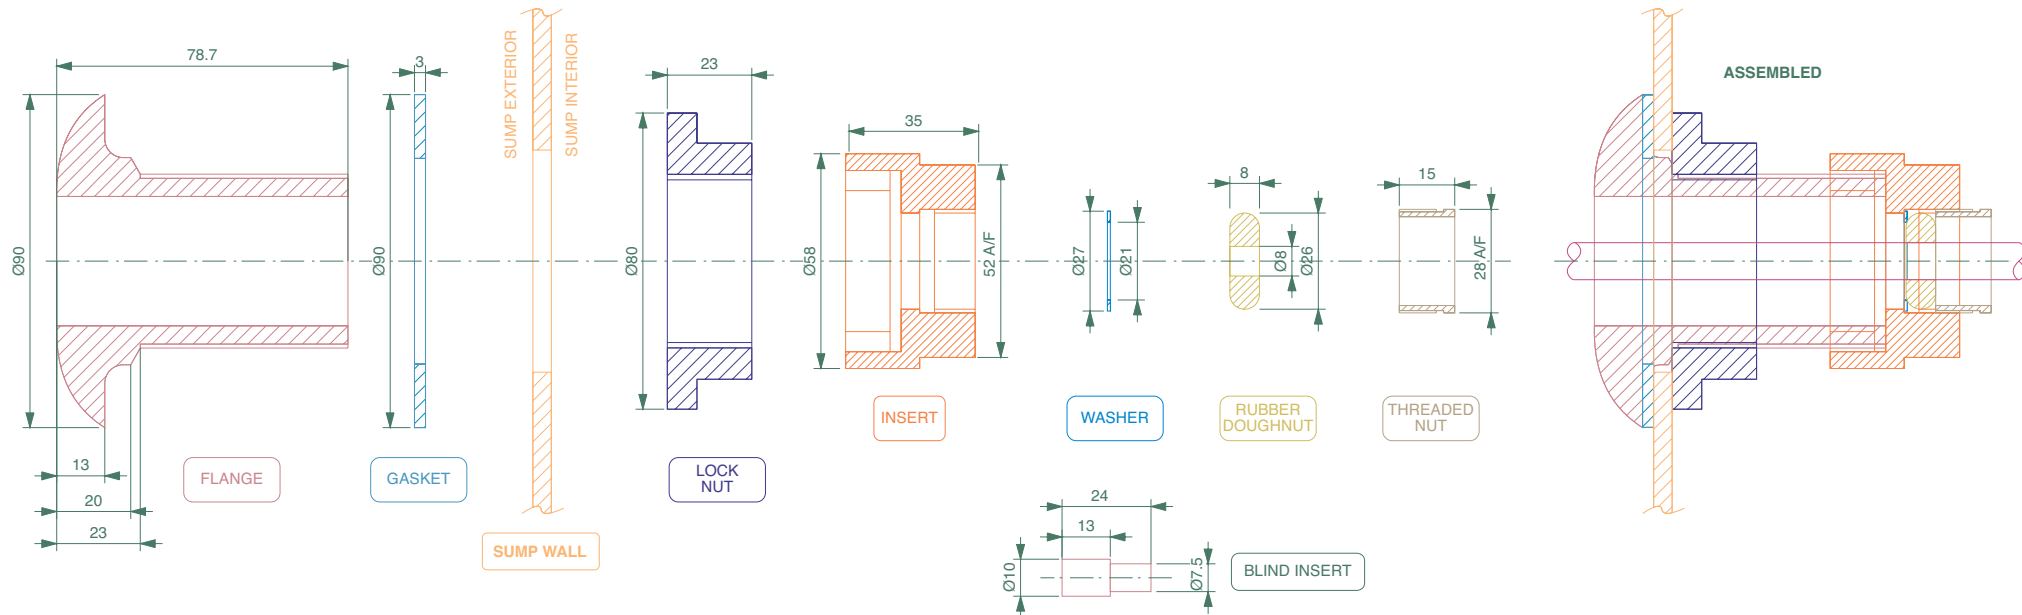 78.7
Ø90
13
20
23
FLANGE
3
Ø90
GASKET
SUMP EXTERIOR
SUMP INTERIOR
SUMP WALL
23
Ø80
LOCK
NUT
35
Ø58
52 A/F
INSERT
Ø27
Ø21
WASHER
8
Ø8
Ø26
RUBBER
DOUGHNUT
15
28 A/F
THREADED
NUT
24
13
Ø10
Ø7.5
BLIND INSERT
ASSEMBLED